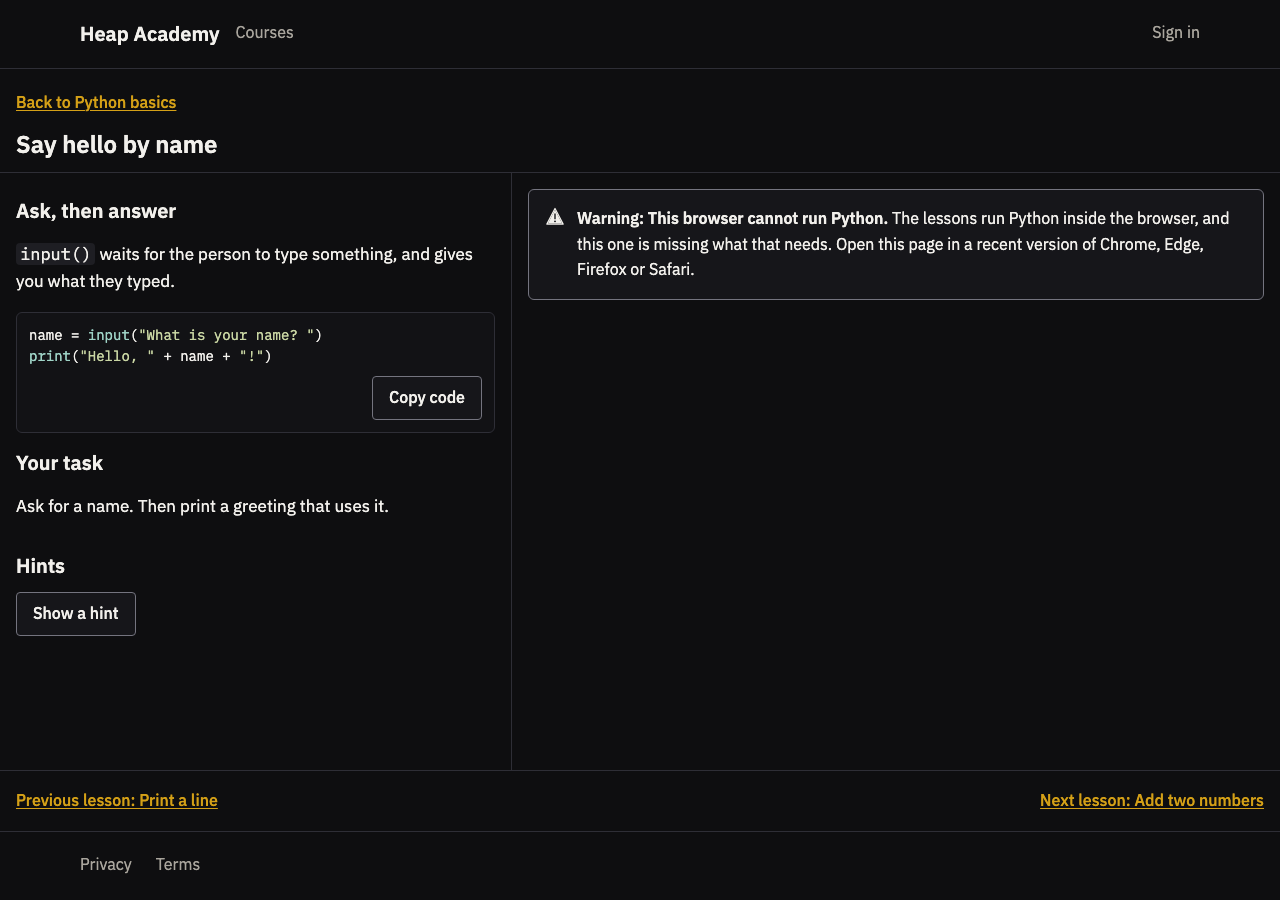 Heap Academy
Courses
Sign in
Back to Python basics
Say hello by name
Ask, then answer
input() waits for the person to type something, and gives
you what they typed.
name = input("What is your name? ")
print("Hello, " + name + "!")
Copy code
Your task
Ask for a name. Then print a greeting that uses it.
Hints
Show a hint
Warning: This browser cannot run Python. The lessons run Python inside the browser, and
this one is missing what that needs. Open this page in a recent version of Chrome, Edge,
Firefox or Safari.
Previous lesson: Print a line
Next lesson: Add two numbers
Privacy
Terms